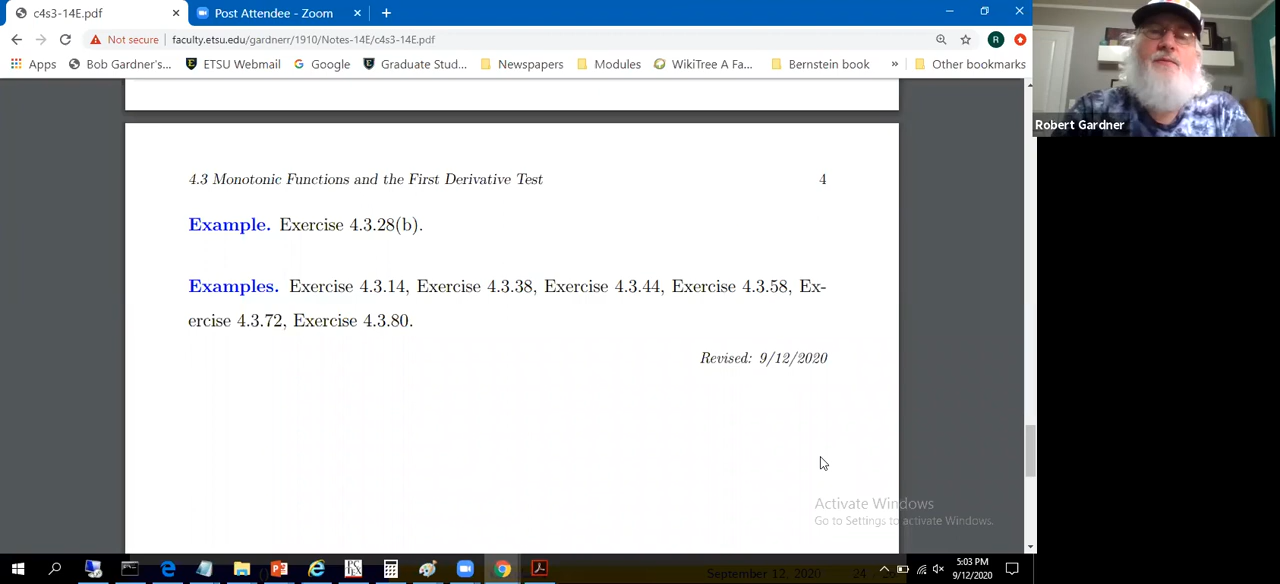 c4s3-14E.pdf
Post Attendee - Zoom
Not secure
faculty.etsu.edu/gardnerr/1910/Notes-14E/c4s3-14E.pdf
R
Apps
Bob Gardner's...
ETSU Webmail
Google
Graduate Stud...
Newspapers
Modules
WikiTree A Fa...
Bernstein book
»
Other bookmarks
Robert Gardner
4.3 Monotonic Functions and the First Derivative Test 4
Example. Exercise 4.3.28(b).
Examples. Exercise 4.3.14, Exercise 4.3.38, Exercise 4.3.44, Exercise 4.3.58, Ex-
ercise 4.3.72, Exercise 4.3.80.
Revised: 9/12/2020
Activate Windows
Go to Settings to activate Windows.
5:03 PM
9/12/2020
September 12, 2020